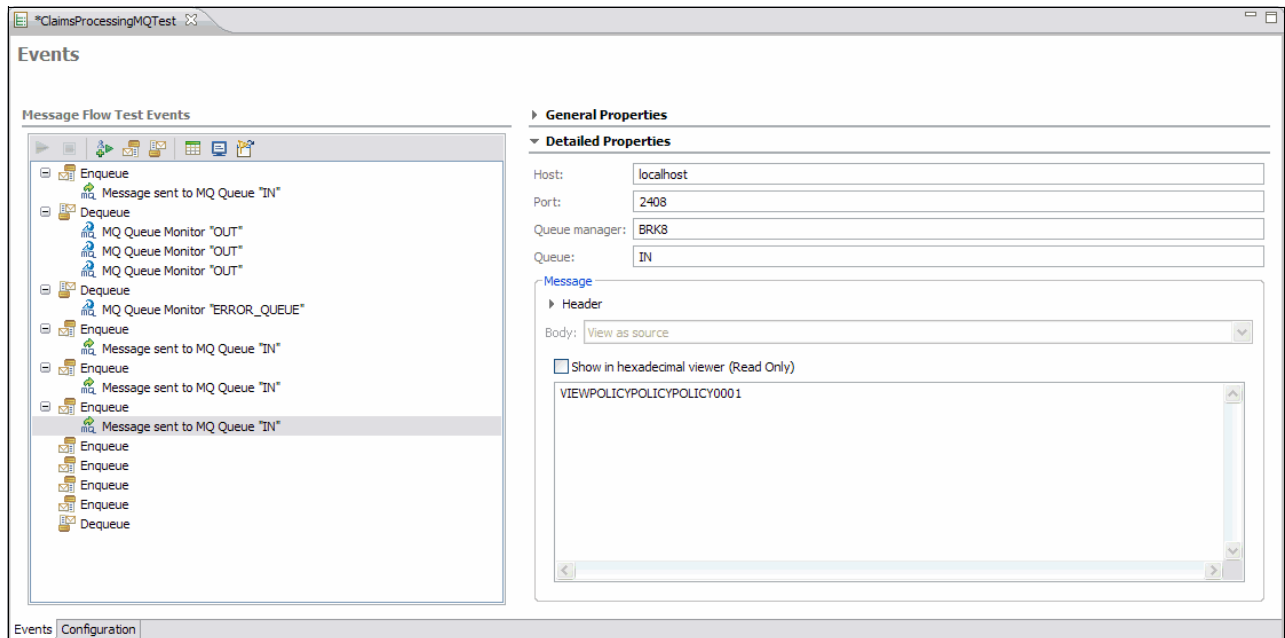 *ClaimsProcessingMQTest
Events
Message Flow Test Events
Enqueue
Message sent to MQ Queue "IN"
Dequeue
MQ Queue Monitor "OUT"
MQ Queue Monitor "OUT"
MQ Queue Monitor "OUT"
Dequeue
MQ Queue Monitor "ERROR_QUEUE"
Enqueue
Message sent to MQ Queue "IN"
Enqueue
Message sent to MQ Queue "IN"
Enqueue
Message sent to MQ Queue "IN"
Enqueue
Enqueue
Enqueue
Enqueue
Dequeue
General Properties
Detailed Properties
Host: localhost
Port: 2408
Queue manager: BRK8
Queue: IN
Message
Header
Body: View as source
Show in hexadecimal viewer (Read Only)
VIEWPOLICYPOLICYPOLICY0001
Events Configuration